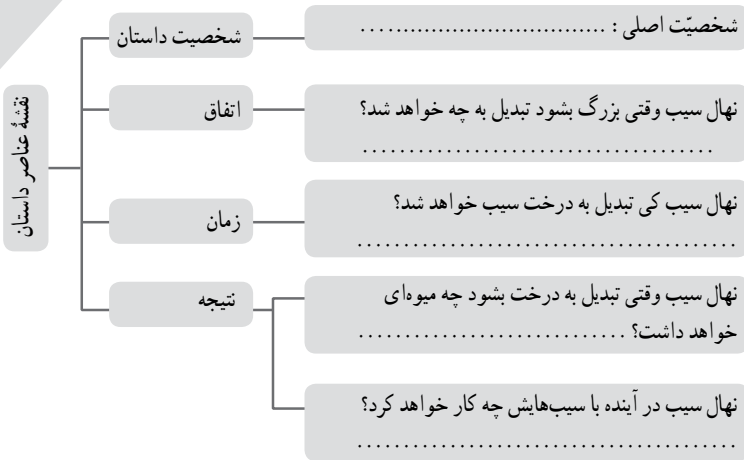 نقشهٔ عناصر داستان
شخصیت داستان
شخصیّت اصلی : ..................................
اتفاق
نهال سیب وقتی بزرگ بشود تبدیل به چه خواهد شد؟
......................................
زمان
نهال سیب کی تبدیل به درخت سیب خواهد شد؟
.........................................
نتیجه
نهال سیب وقتی تبدیل به درخت بشود چه میوه‌ای
خواهد داشت؟ .............................
نهال سیب در آینده با سیب‌هایش چه کار خواهد کرد؟
.........................................